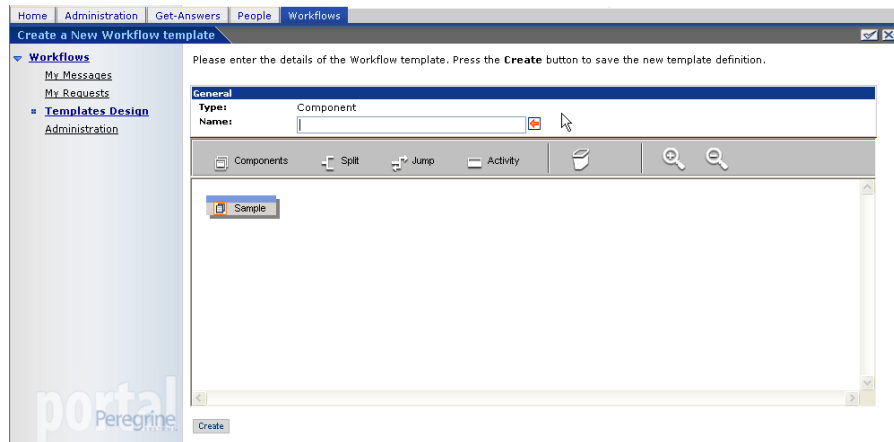 Home Administration Get-Answers People Workflows
Create a New Workflow template
Workflows
My Messages
My Requests
Templates Design
Administration
Please enter the details of the Workflow template. Press the Create button to save the new template definition.
General
Type: Component
Name:
Components Split Jump Activity
Sample
Create
portal
Peregrine